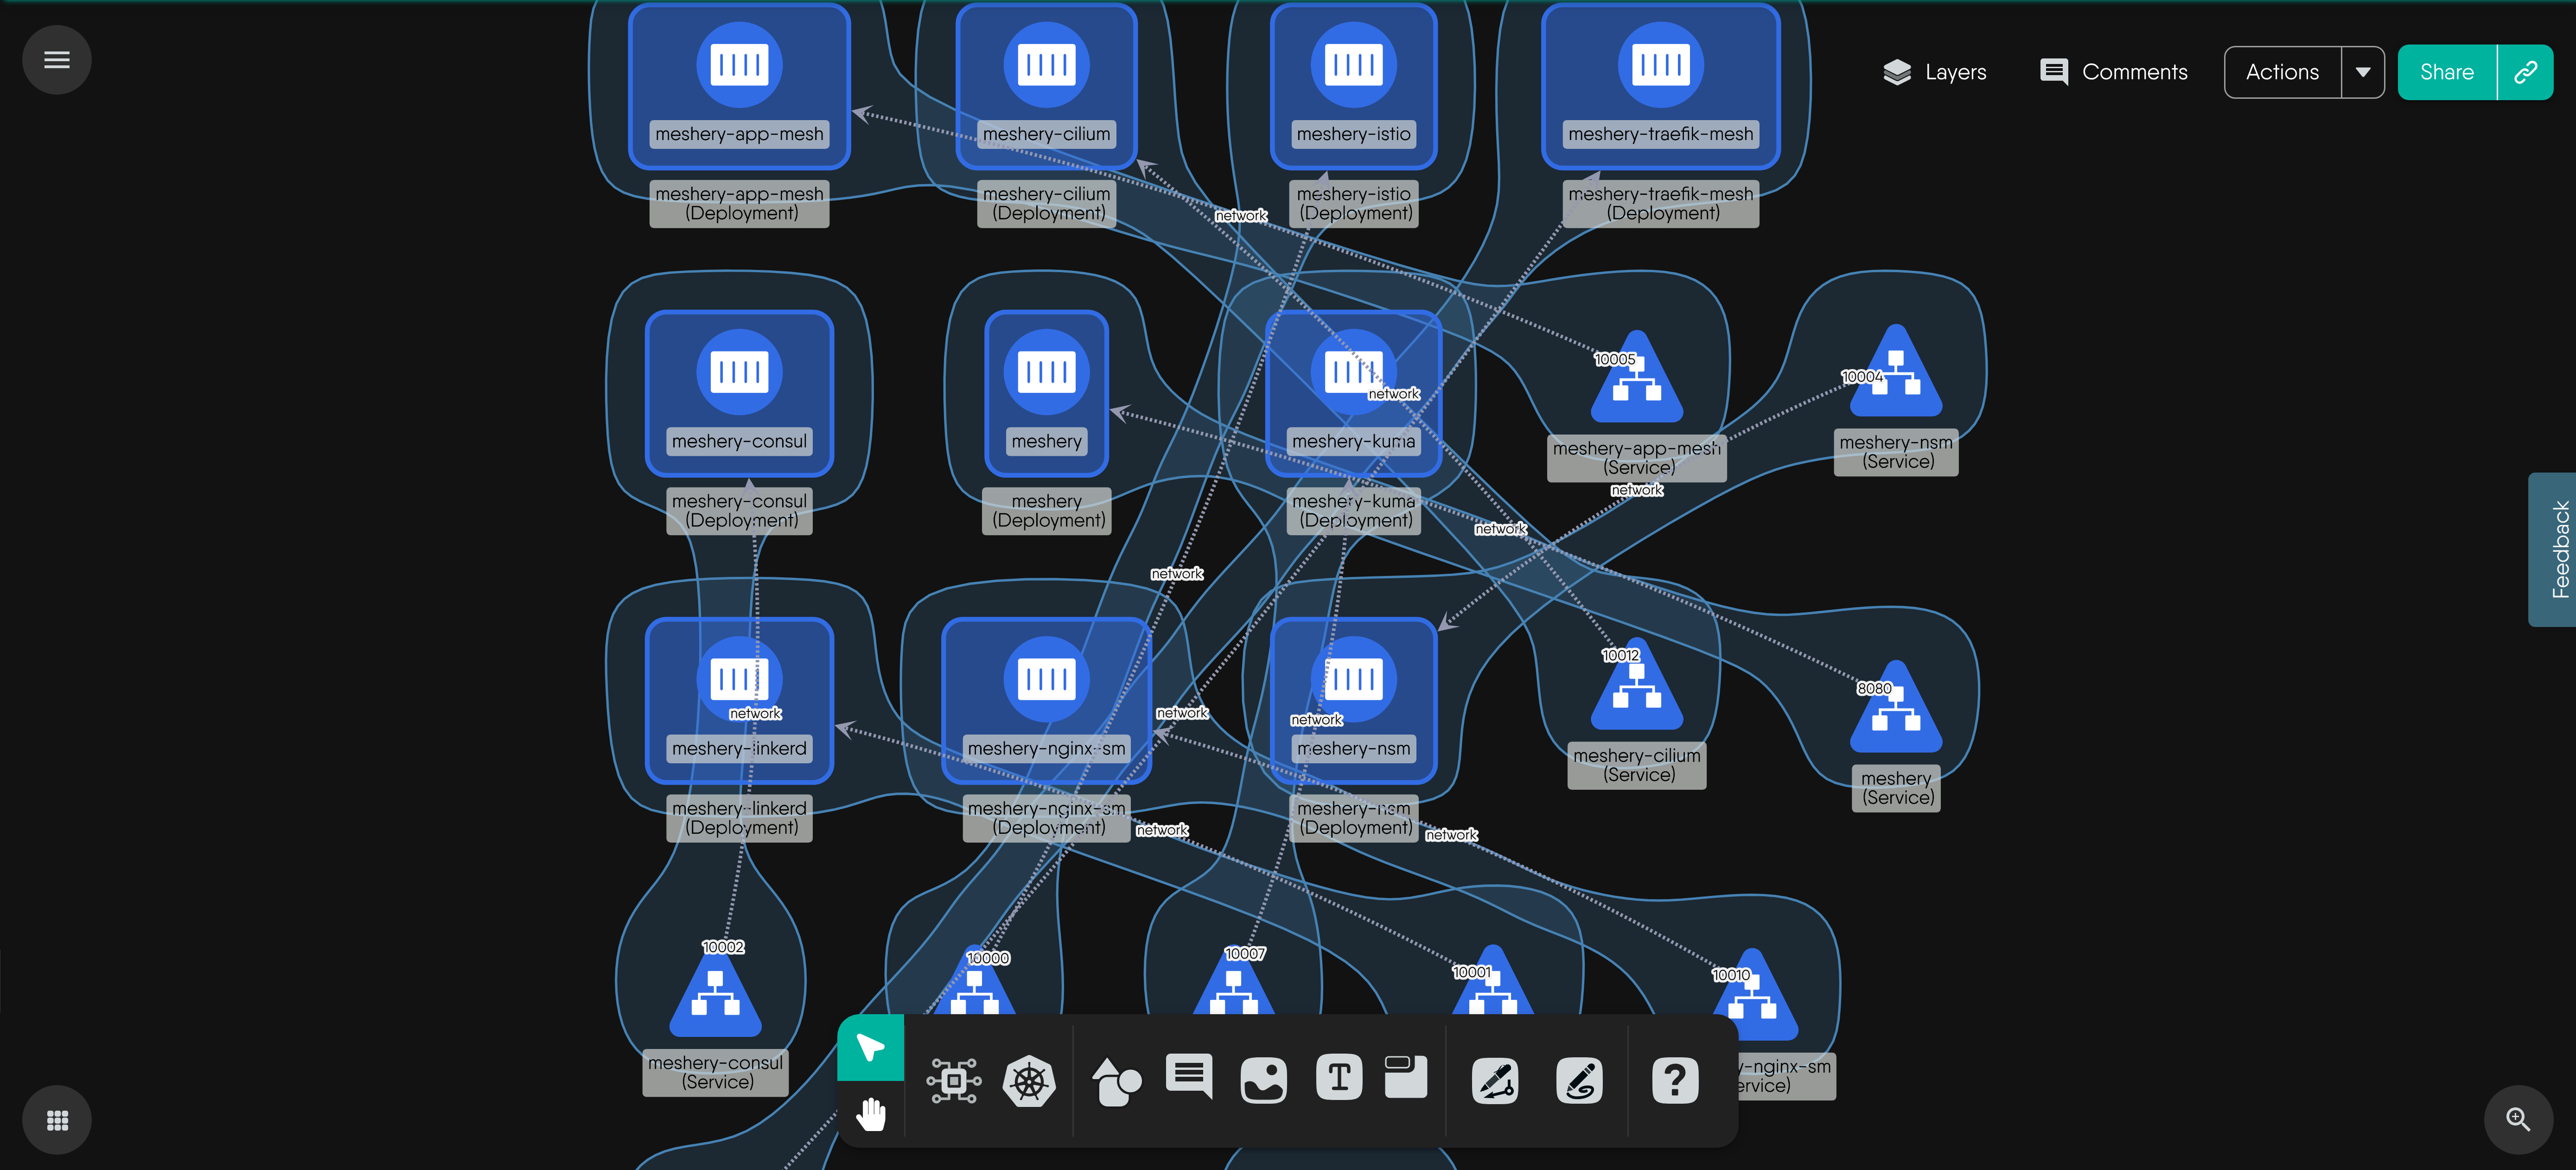 meshery-app-mesh
meshery-cilium
meshery-istio
meshery-traefik-mesh
Layers
Comments
Actions
Share
meshery-app-mesh
(Deployment)
meshery-cilium
(Deployment)
meshery-istio
(Deployment)
meshery-traefik-mesh
(Deployment)
network
10005
10004
network
meshery-consul
meshery
meshery-kuma
meshery-app-mesh
(Service)
meshery-nsm
(Service)
meshery-consul
(Deployment)
meshery
(Deployment)
meshery-kuma
(Deployment)
network
network
Feedback
network
10012
8080
network
network
network
meshery-linkerd
meshery-nginx-sm
meshery-nsm
meshery-cilium
(Service)
meshery
(Service)
meshery-linkerd
(Deployment)
meshery-nginx-sm
(Deployment)
meshery-nsm
(Deployment)
network
network
10002
10000
10007
10001
10010
meshery-consul
(Service)
y-nginx-sm
ervice)
T
?